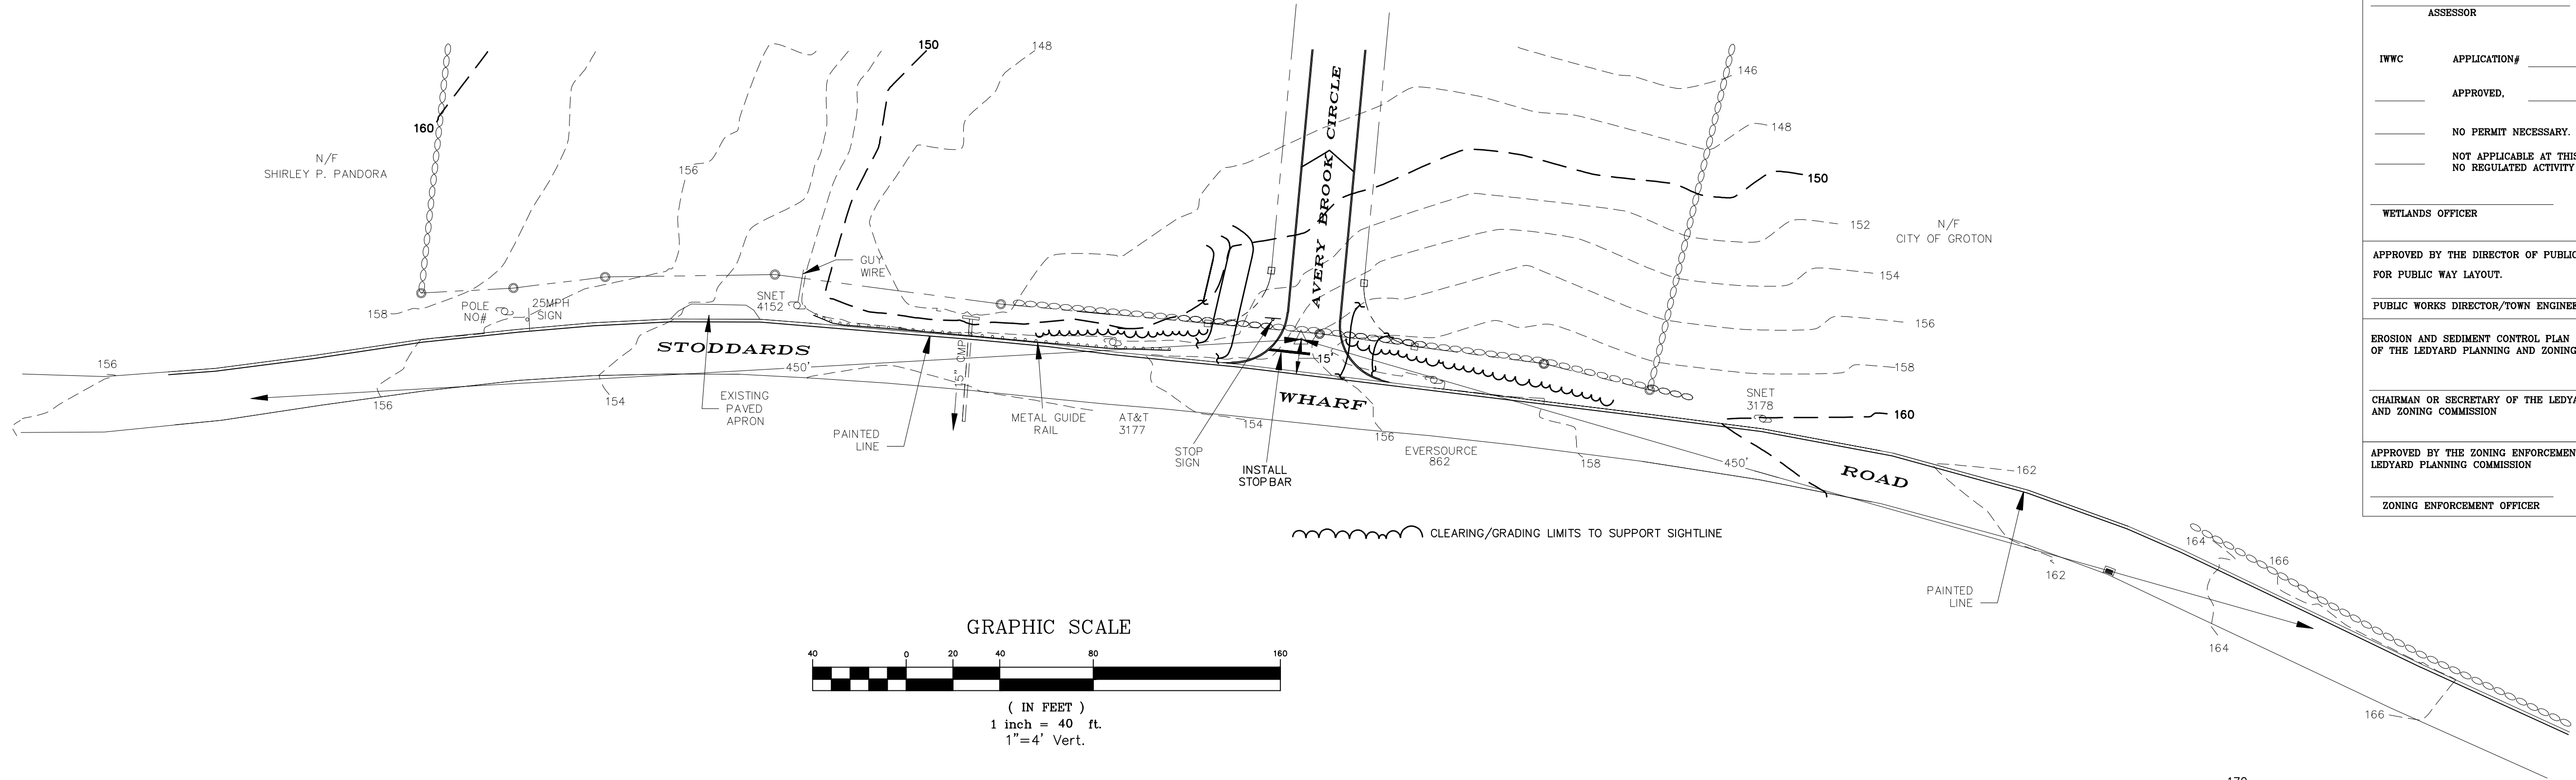 ASSESSOR
IWWC
APPLICATION#
APPROVED,
NO PERMIT NECESSARY.
NOT APPLICABLE AT THIS
NO REGULATED ACTIVITY
WETLANDS OFFICER
APPROVED BY THE DIRECTOR OF PUBLIC
FOR PUBLIC WAY LAYOUT.
PUBLIC WORKS DIRECTOR/TOWN ENGINEE
EROSION AND SEDIMENT CONTROL PLAN
OF THE LEDYARD PLANNING AND ZONING
CHAIRMAN OR SECRETARY OF THE LEDYA
AND ZONING COMMISSION
APPROVED BY THE ZONING ENFORCEMEN
LEDYARD PLANNING COMMISSION
ZONING ENFORCEMENT OFFICER
150
148
160
N/F
SHIRLEY P. PANDORA
156
AVERY BROOK CIRCLE
146
148
150
152
N/F
CITY OF GROTON
154
156
158
160
GUY
WIRE
SNET
4152
POLE
NO#
25MPH
SIGN
158
156
156
154
STODDARDS
450'
EXISTING
PAVED
APRON
PAINTED
LINE
15" CMP
METAL GUIDE
RAIL
AT&T
3177
15'
WHARF
154
STOP
SIGN
INSTALL
STOPBAR
156
EVERSOURCE
862
158
SNET
3178
450'
ROAD
162
162
PAINTED
LINE
164
166
164
166
170
CLEARING/GRADING LIMITS TO SUPPORT SIGHTLINE
GRAPHIC SCALE
40 0 20 40 80 160
( IN FEET )
1 inch = 40 ft.
1"=4' Vert.